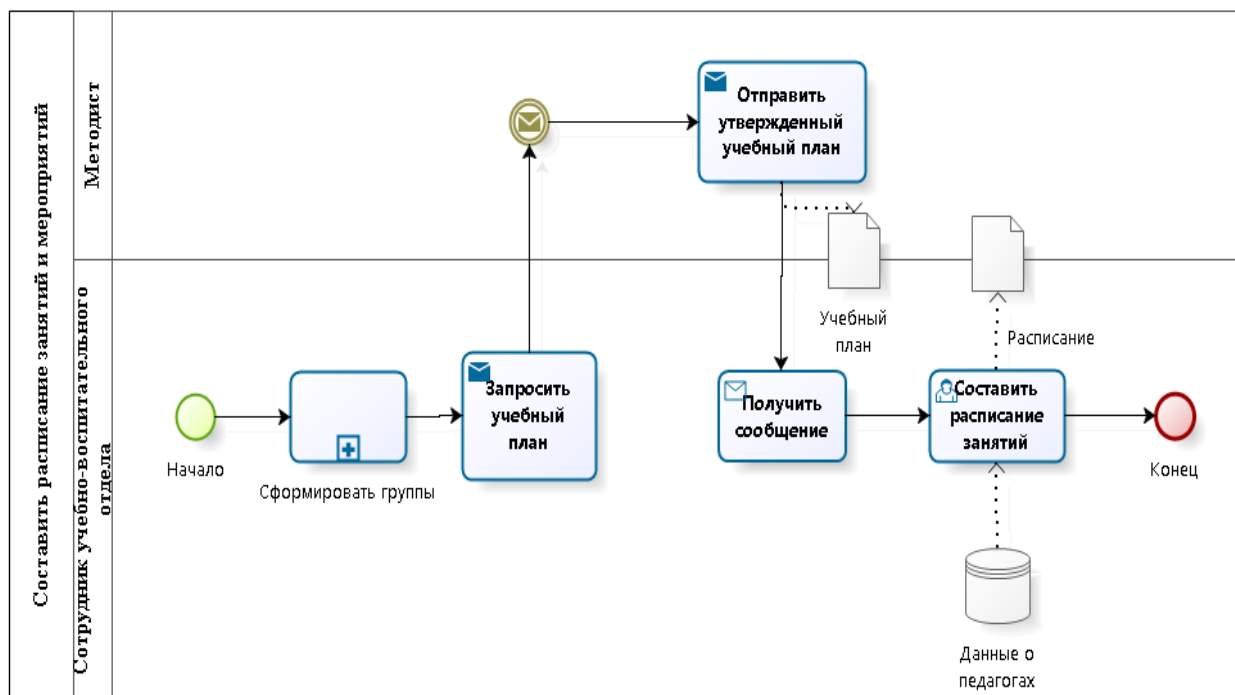 Составить расписание занятий и мероприятий
Методист
Отправить
утвержденный
учебный план
Учебный
план
Расписание
Сотрудник учебно-воспитательного
отдела
Начало
Сформировать группы
Запросить
учебный
план
Получить
сообщение
Составить
расписание
занятий
Конец
Данные о
педагогах